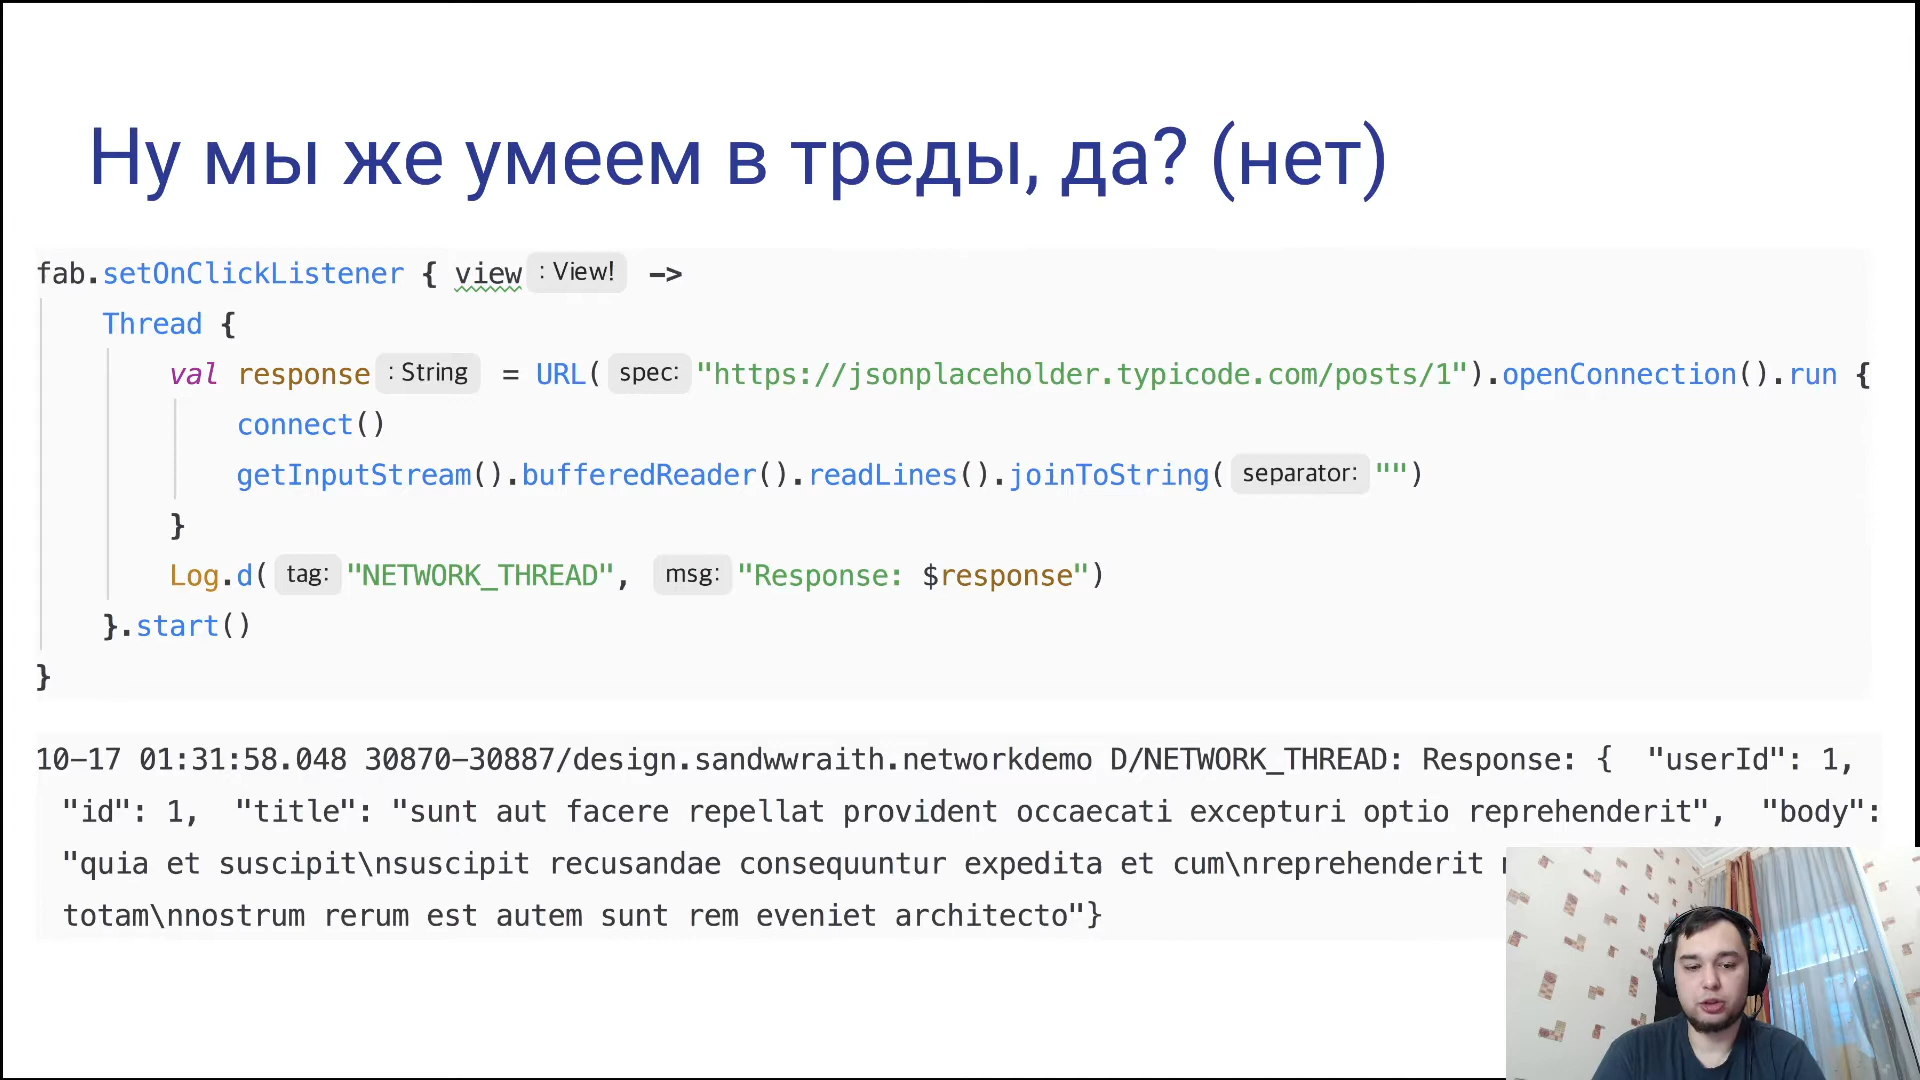 Ну мы же умеем в треды, да? (нет)
fab.setOnClickListener { view : View! ->
Thread {
val response : String = URL( spec: "https://jsonplaceholder.typicode.com/posts/1").openConnection().run {
connect()
getInputStream().bufferedReader().readLines().joinToString( separator: "")
}
Log.d( tag: "NETWORK_THREAD", msg: "Response: $response")
}.start()
}
10-17 01:31:58.048 30870-30887/design.sandwwraith.networkdemo D/NETWORK_THREAD: Response: { "userId": 1,
"id": 1, "title": "sunt aut facere repellat provident occaecati excepturi optio reprehenderit", "body":
"quia et suscipit\nsuscipit recusandae consequuntur expedita et cum\nreprehenderit
totam\nnostrum rerum est autem sunt rem eveniet architecto"}